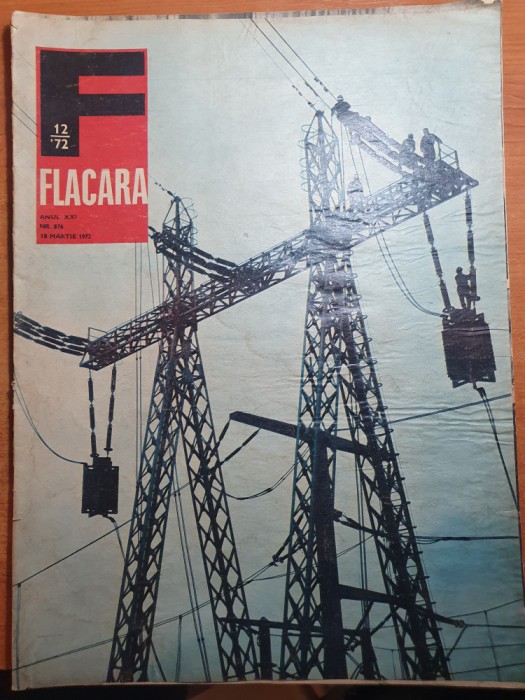 F
12
'72
FLACARA
ANUL XXI
NR. 876
18 MARTIE 1972